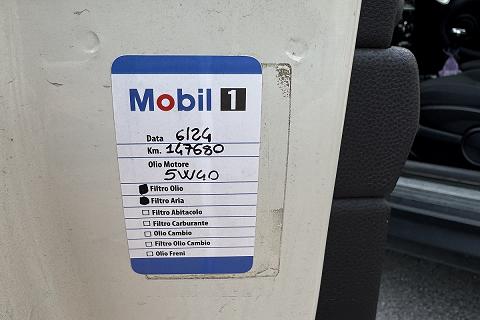 Mobil 1
Data 6/24
Km. 147680
Olio Motore
5W40
Filtro Olio
Filtro Aria
Filtro Abitacolo
Filtro Carburante
Olio Cambio
Filtro Olio Cambio
Olio Freni